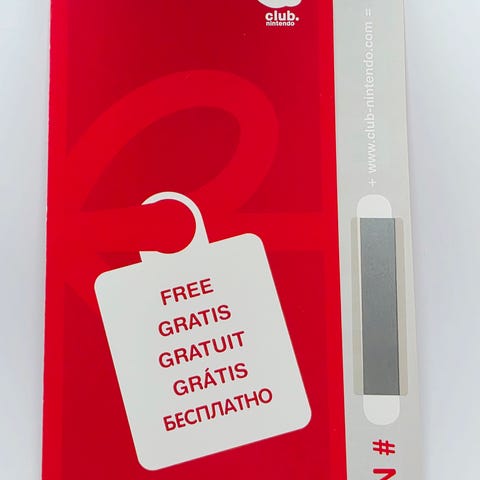 club.
nintendo
FREE
GRATIS
GRATUIT
GRÁTIS
БЕСПЛАТНО
+ www.club-nintendo.com =
N #